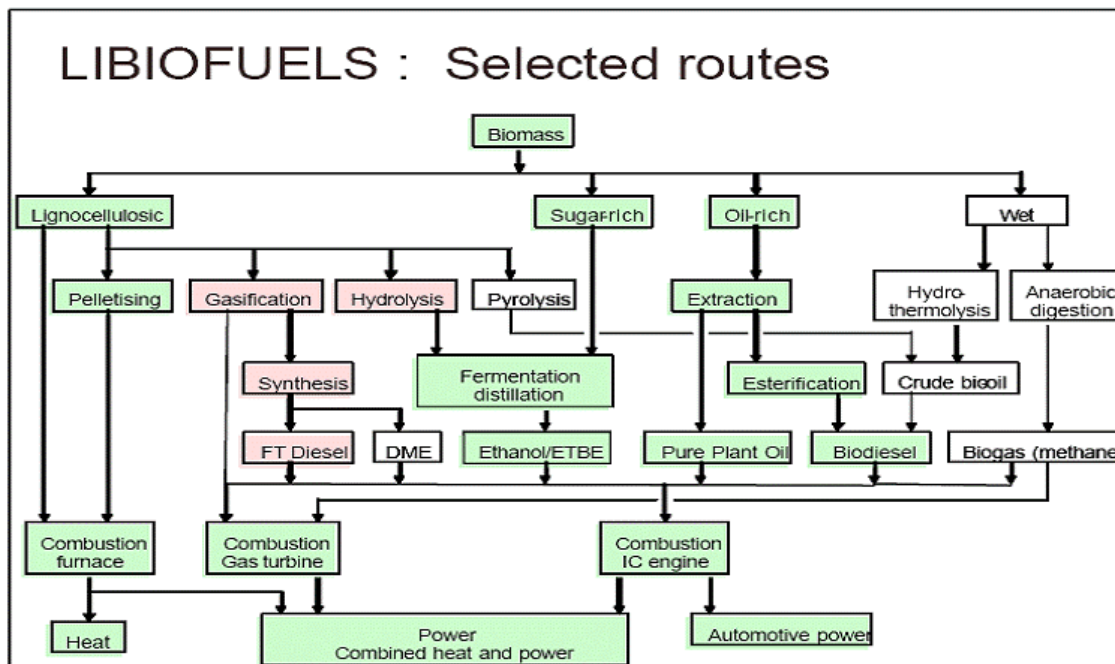 LIBIOFUELS : Selected routes
Biomass
Lignocellulosic
Sugar-rich
Oil-rich
Wet
Pelletising
Gasification
Hydrolysis
Pyrolysis
Extraction
Hydro-
thermolysis
Anaerobic
digestion
Synthesis
Fermentation
distillation
Esterification
Crude bio-oil
FT Diesel
DME
Ethanol/ETBE
Pure Plant Oil
Biodiesel
Biogas (methane
Combustion
furnace
Combustion
Gas turbine
Combustion
IC engine
Heat
Power
Combined heat and power
Automotive power